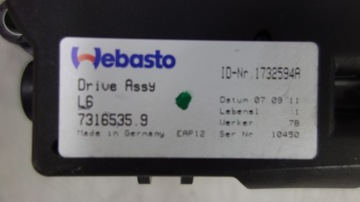 Webasto
ID-Nr. 1732594A
Drive Assy
L6
7316535.9
Made in Germany EAP12
Datum 07.09.11
Lebensl 1
Werker 78
Ser Nr 10450